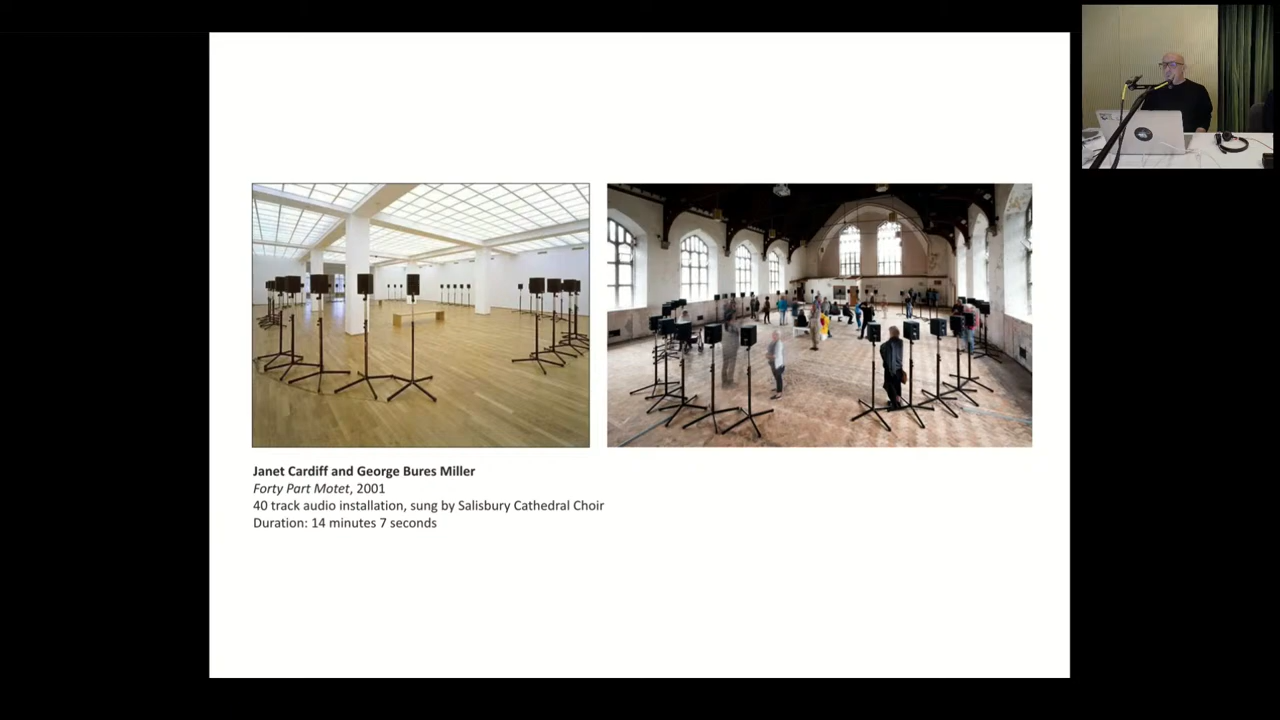 Janet Cardiff and George Bures Miller
Forty Part Motet, 2001
40 track audio installation, sung by Salisbury Cathedral Choir
Duration: 14 minutes 7 seconds